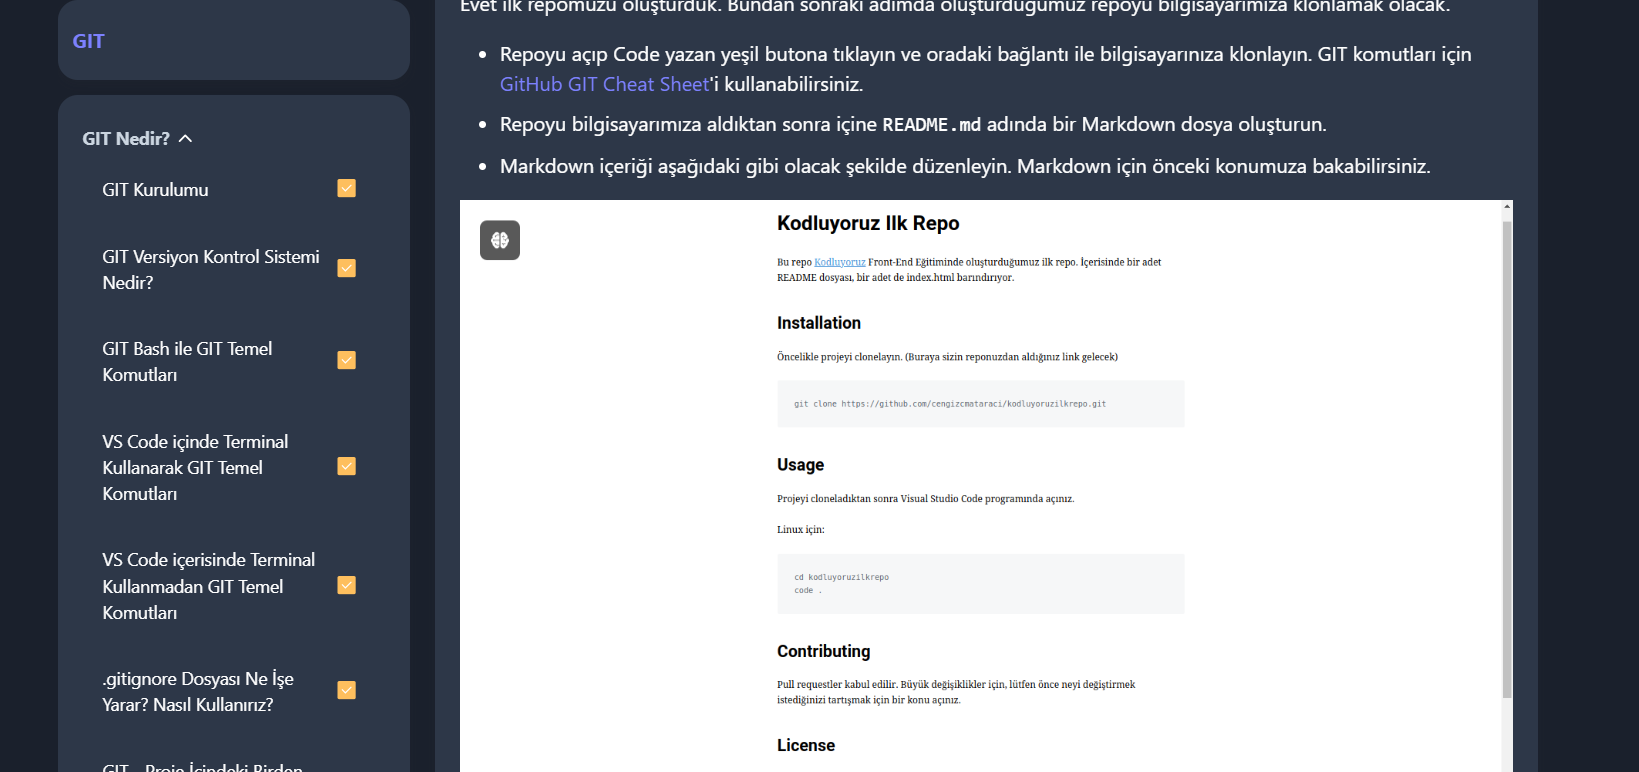 GIT
GIT Nedir?
GIT Kurulumu
GIT Versiyon Kontrol Sistemi
Nedir?
GIT Bash ile GIT Temel
Komutları
VS Code içinde Terminal
Kullanarak GIT Temel
Komutları
VS Code içerisinde Terminal
Kullanmadan GIT Temel
Komutları
.gitignore Dosyası Ne İşe
Yarar? Nasıl Kullanırız?
GIT - Proje İçindeki Birden
Evet ilk repomuzu oluşturduk. Bundan sonraki adımda oluşturduğumuz repoyu bilgisayarımıza klonlamak olacak.
Repoyu açıp Code yazan yeşil butona tıklayın ve oradaki bağlantı ile bilgisayarınıza klonlayın. GIT komutları için
GitHub GIT Cheat Sheet'i kullanabilirsiniz.
Repoyu bilgisayarımıza aldıktan sonra içine README.md adında bir Markdown dosya oluşturun.
Markdown içeriği aşağıdaki gibi olacak şekilde düzenleyin. Markdown için önceki konumuza bakabilirsiniz.
Kodluyoruz Ilk Repo
Bu repo Kodluyoruz Front-End Eğitiminde oluşturduğumuz ilk repo. İçerisinde bir adet
README dosyası, bir adet de index.html barındırıyor.
Installation
Öncelikle projeyi clonelayın. (Buraya sizin reponuzdan aldığınız link gelecek)
git clone https://github.com/cengizcmataraci/kodluyoruzilkrepo.git
Usage
Projeyi cloneladıktan sonra Visual Studio Code programında açınız.
Linux için:
cd kodluyoruzilkrepo
code .
Contributing
Pull requestler kabul edilir. Büyük değişiklikler için, lütfen önce neyi değiştirmek
istediğinizi tartışmak için bir konu açınız.
License